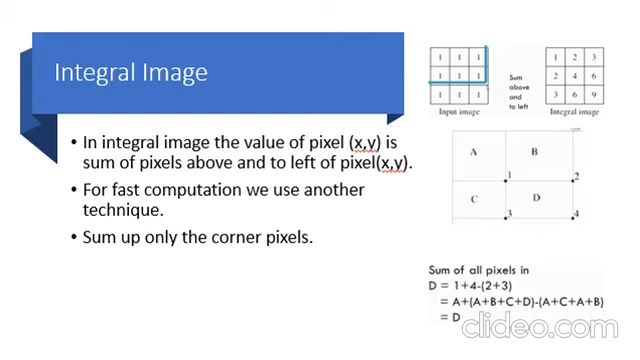 Integral Image
• In integral image the value of pixel (x,y) is
sum of pixels above and to left of pixel(x,y).
• For fast computation we use another
technique.
• Sum up only the corner pixels.
1 1 1
1 1 1
1 1 1
Input image
Sum
above
and
to left
1 2 3
2 4 6
3 6 9
Integral image
A B
1 2
C D
3 4
Sum of all pixels in
D = 1+4-(2+3)
= A+(A+B+C+D)-(A+C+A+B)
= D
clideo.com